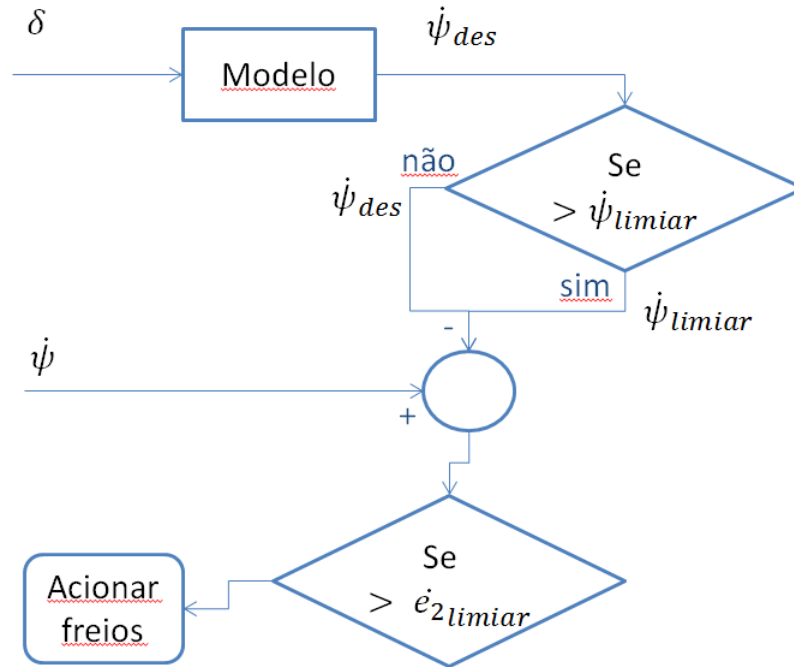 δ
ψ̇_des
Modelo
não
Se
ψ̇_des
> ψ̇_limiar
sim
ψ̇_limiar
-
ψ̇
+
Se
> ė_2limiar
Acionar
freios